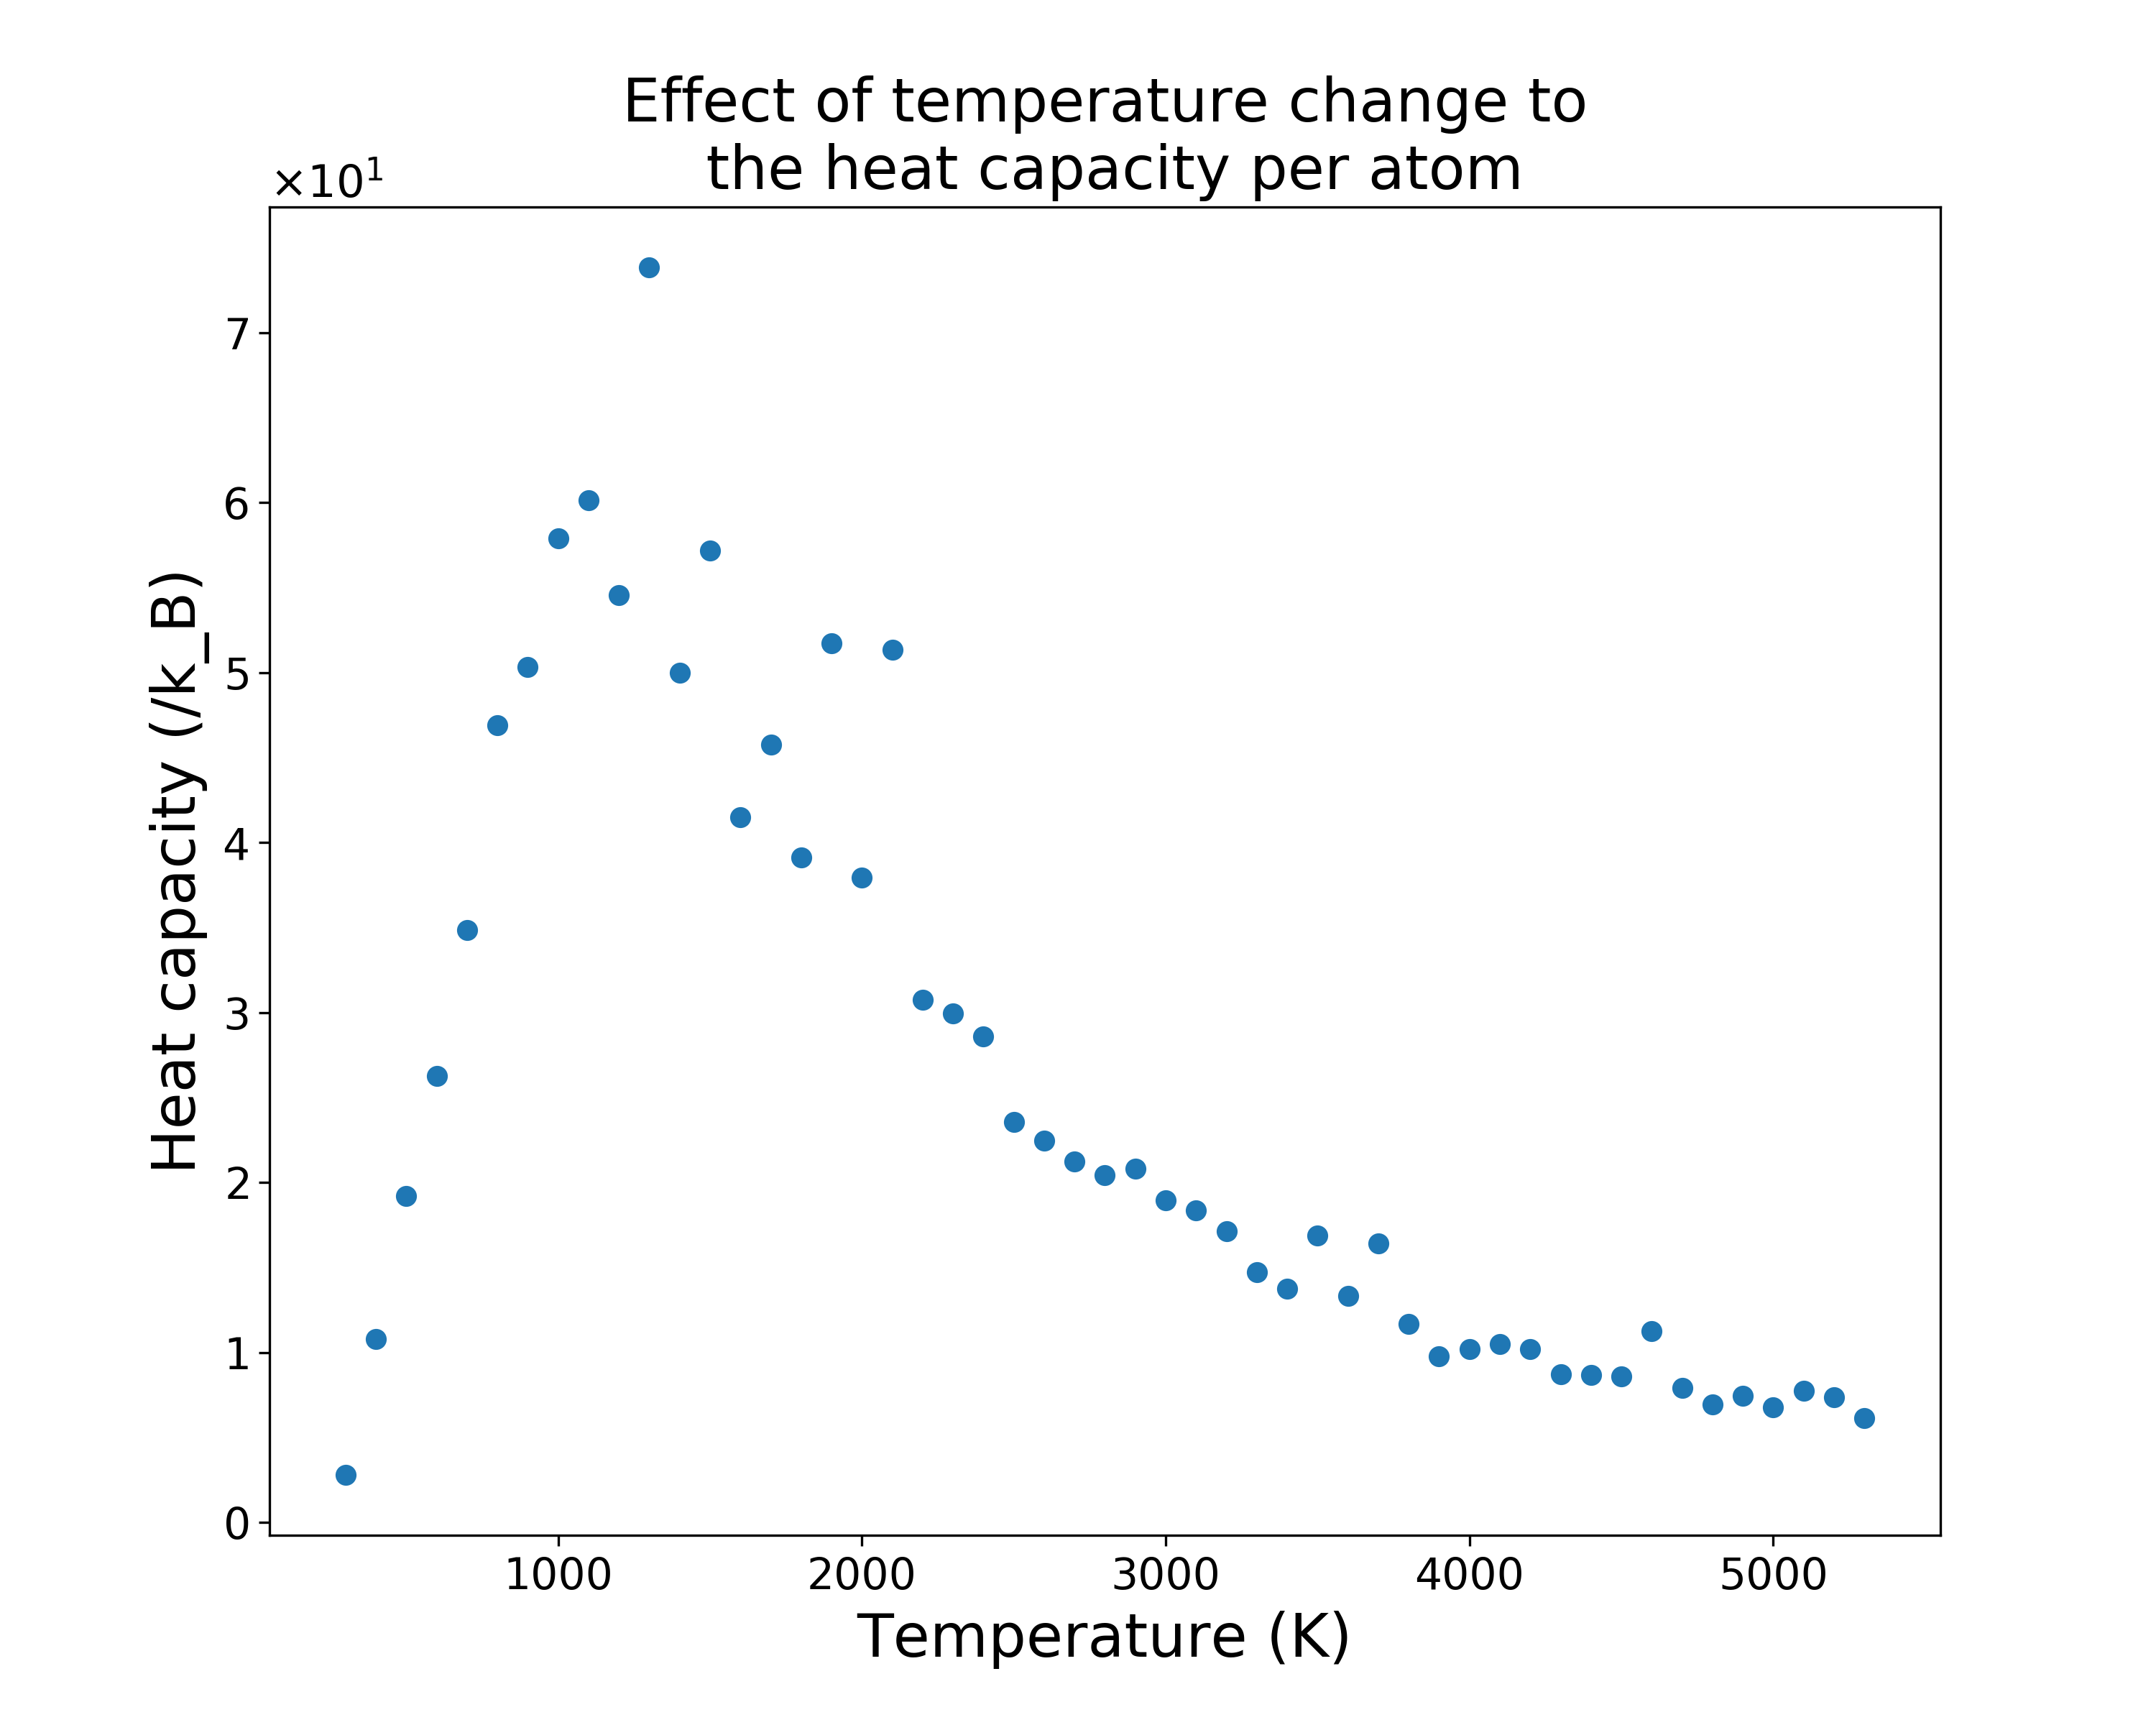 Effect of temperature change to
the heat capacity per atom
×10¹
7
6
5
4
3
2
1
0
Heat capacity (/k_B)
1000 2000 3000 4000 5000
Temperature (K)